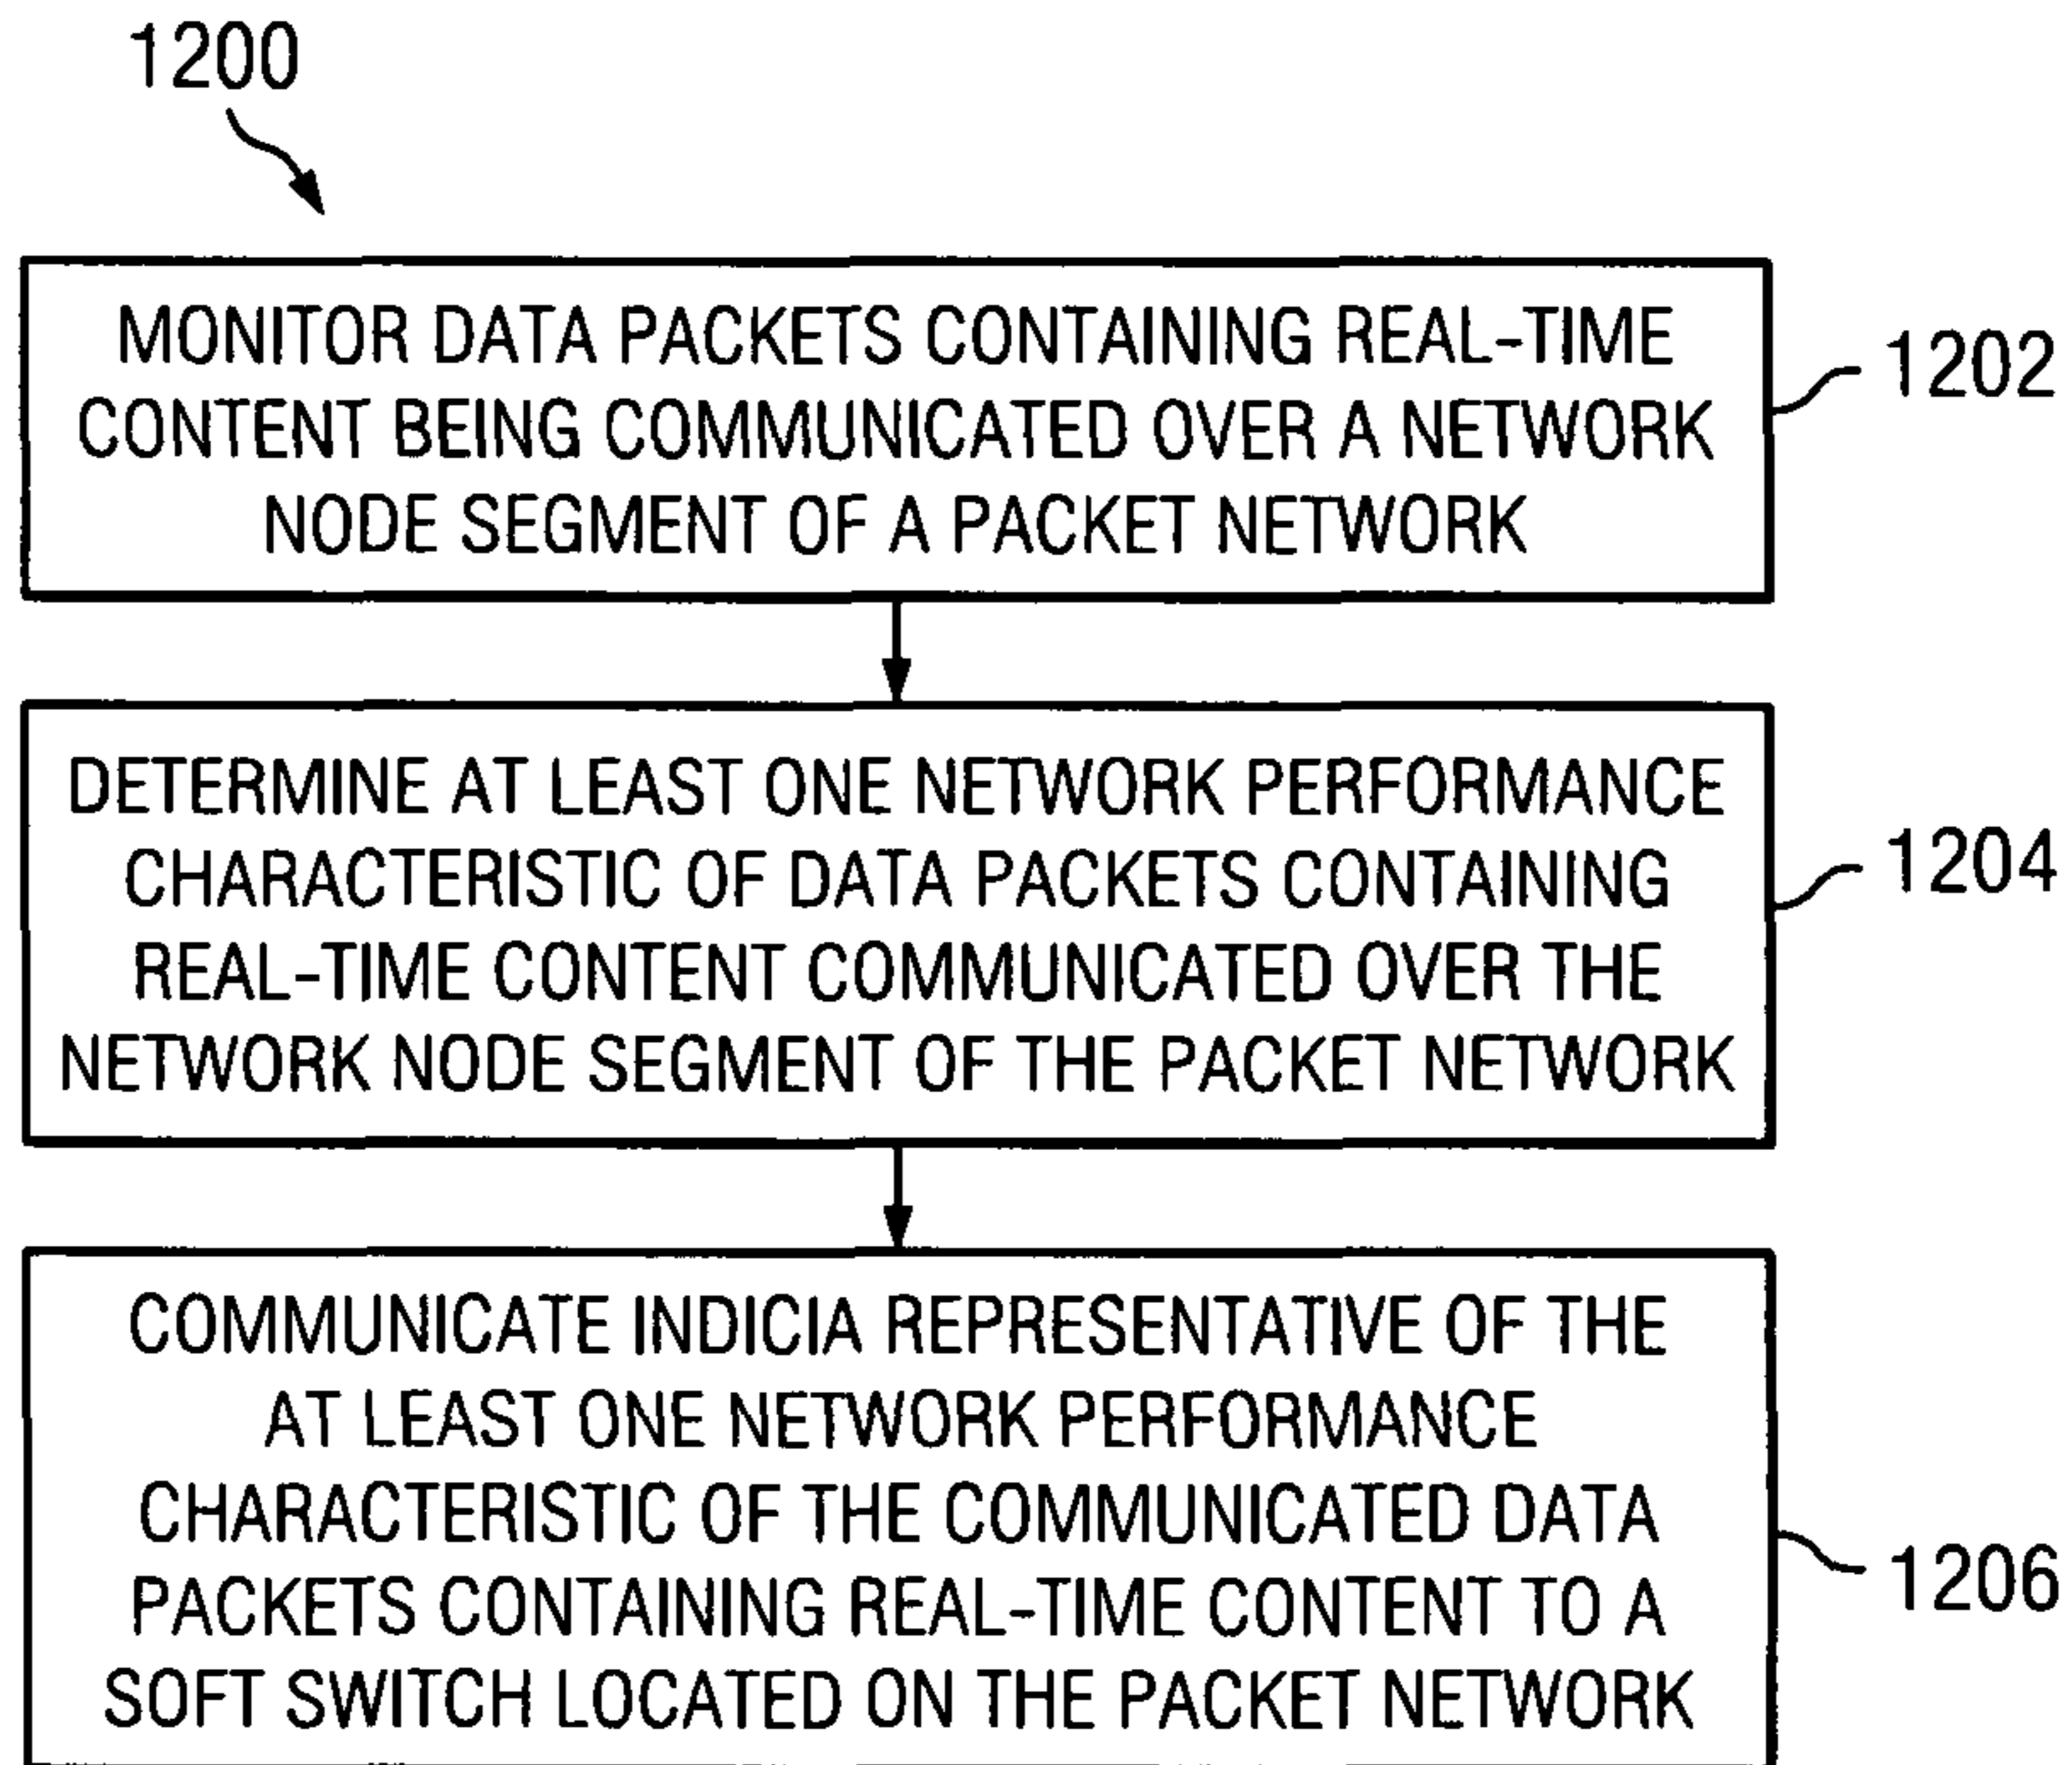 1200
MONITOR DATA PACKETS CONTAINING REAL-TIME
CONTENT BEING COMMUNICATED OVER A NETWORK
NODE SEGMENT OF A PACKET NETWORK
1202
DETERMINE AT LEAST ONE NETWORK PERFORMANCE
CHARACTERISTIC OF DATA PACKETS CONTAINING
REAL-TIME CONTENT COMMUNICATED OVER THE
NETWORK NODE SEGMENT OF THE PACKET NETWORK
1204
COMMUNICATE INDICIA REPRESENTATIVE OF THE
AT LEAST ONE NETWORK PERFORMANCE
CHARACTERISTIC OF THE COMMUNICATED DATA
PACKETS CONTAINING REAL-TIME CONTENT TO A
SOFT SWITCH LOCATED ON THE PACKET NETWORK
1206